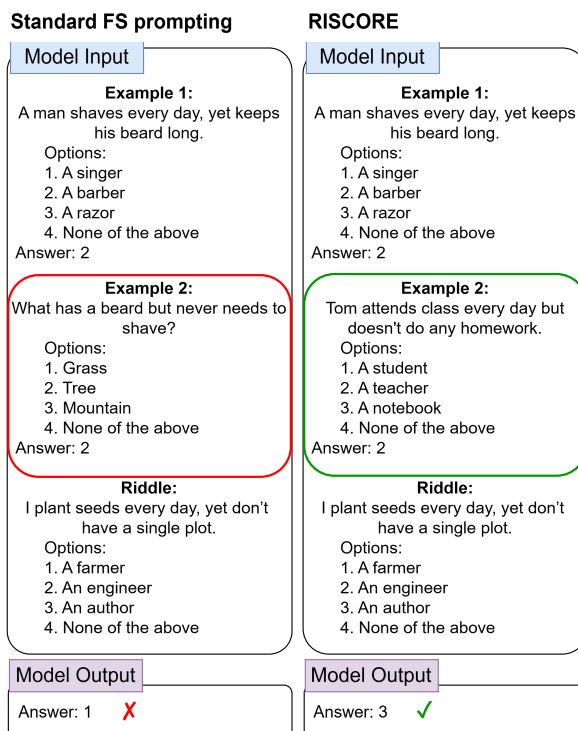 Standard FS prompting
Model Input
Example 1:
A man shaves every day, yet keeps
his beard long.
Options:
1. A singer
2. A barber
3. A razor
4. None of the above
Answer: 2
Example 2:
What has a beard but never needs to
shave?
Options:
1. Grass
2. Tree
3. Mountain
4. None of the above
Answer: 2
Riddle:
I plant seeds every day, yet don’t
have a single plot.
Options:
1. A farmer
2. An engineer
3. An author
4. None of the above
Model Output
Answer: 1 ✗
RISCORE
Model Input
Example 1:
A man shaves every day, yet keeps
his beard long.
Options:
1. A singer
2. A barber
3. A razor
4. None of the above
Answer: 2
Example 2:
Tom attends class every day but
doesn't do any homework.
Options:
1. A student
2. A teacher
3. A notebook
4. None of the above
Answer: 2
Riddle:
I plant seeds every day, yet don’t
have a single plot.
Options:
1. A farmer
2. An engineer
3. An author
4. None of the above
Model Output
Answer: 3 ✓